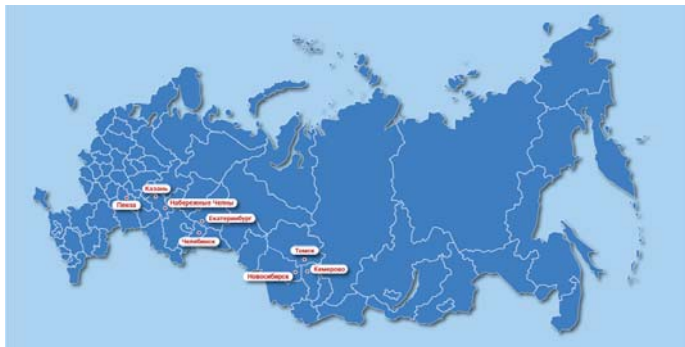 Казань
Набережные Челны
Пенза
Екатеринбург
Челябинск
Томск
Кемерово
Новосибирск